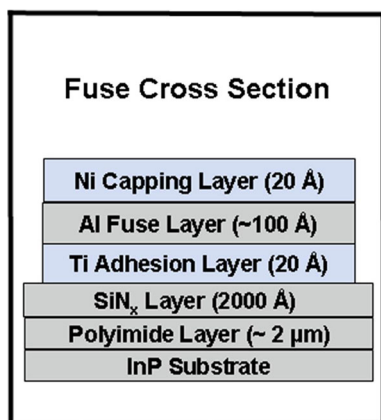 Fuse Cross Section
Ni Capping Layer (20 Å)
Al Fuse Layer (~100 Å)
Ti Adhesion Layer (20 Å)
SiNx Layer (2000 Å)
Polyimide Layer (~ 2 µm)
InP Substrate